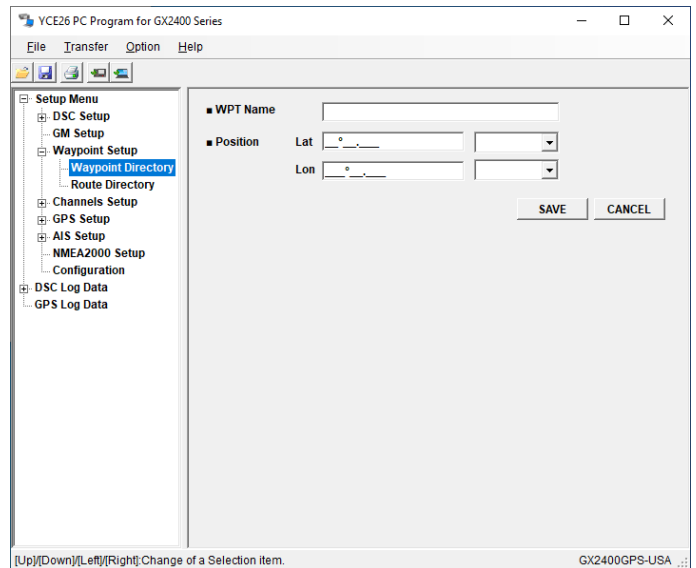 YCE26 PC Program for GX2400 Series
File Transfer Option Help
Setup Menu
DSC Setup
GM Setup
Waypoint Setup
Waypoint Directory
Route Directory
Channels Setup
GPS Setup
AIS Setup
NMEA2000 Setup
Configuration
DSC Log Data
GPS Log Data
■ WPT Name
■ Position Lat __°__.___
Lon ___°__.___
SAVE CANCEL
[Up]/[Down]/[Left]/[Right]:Change of a Selection item. GX2400GPS-USA